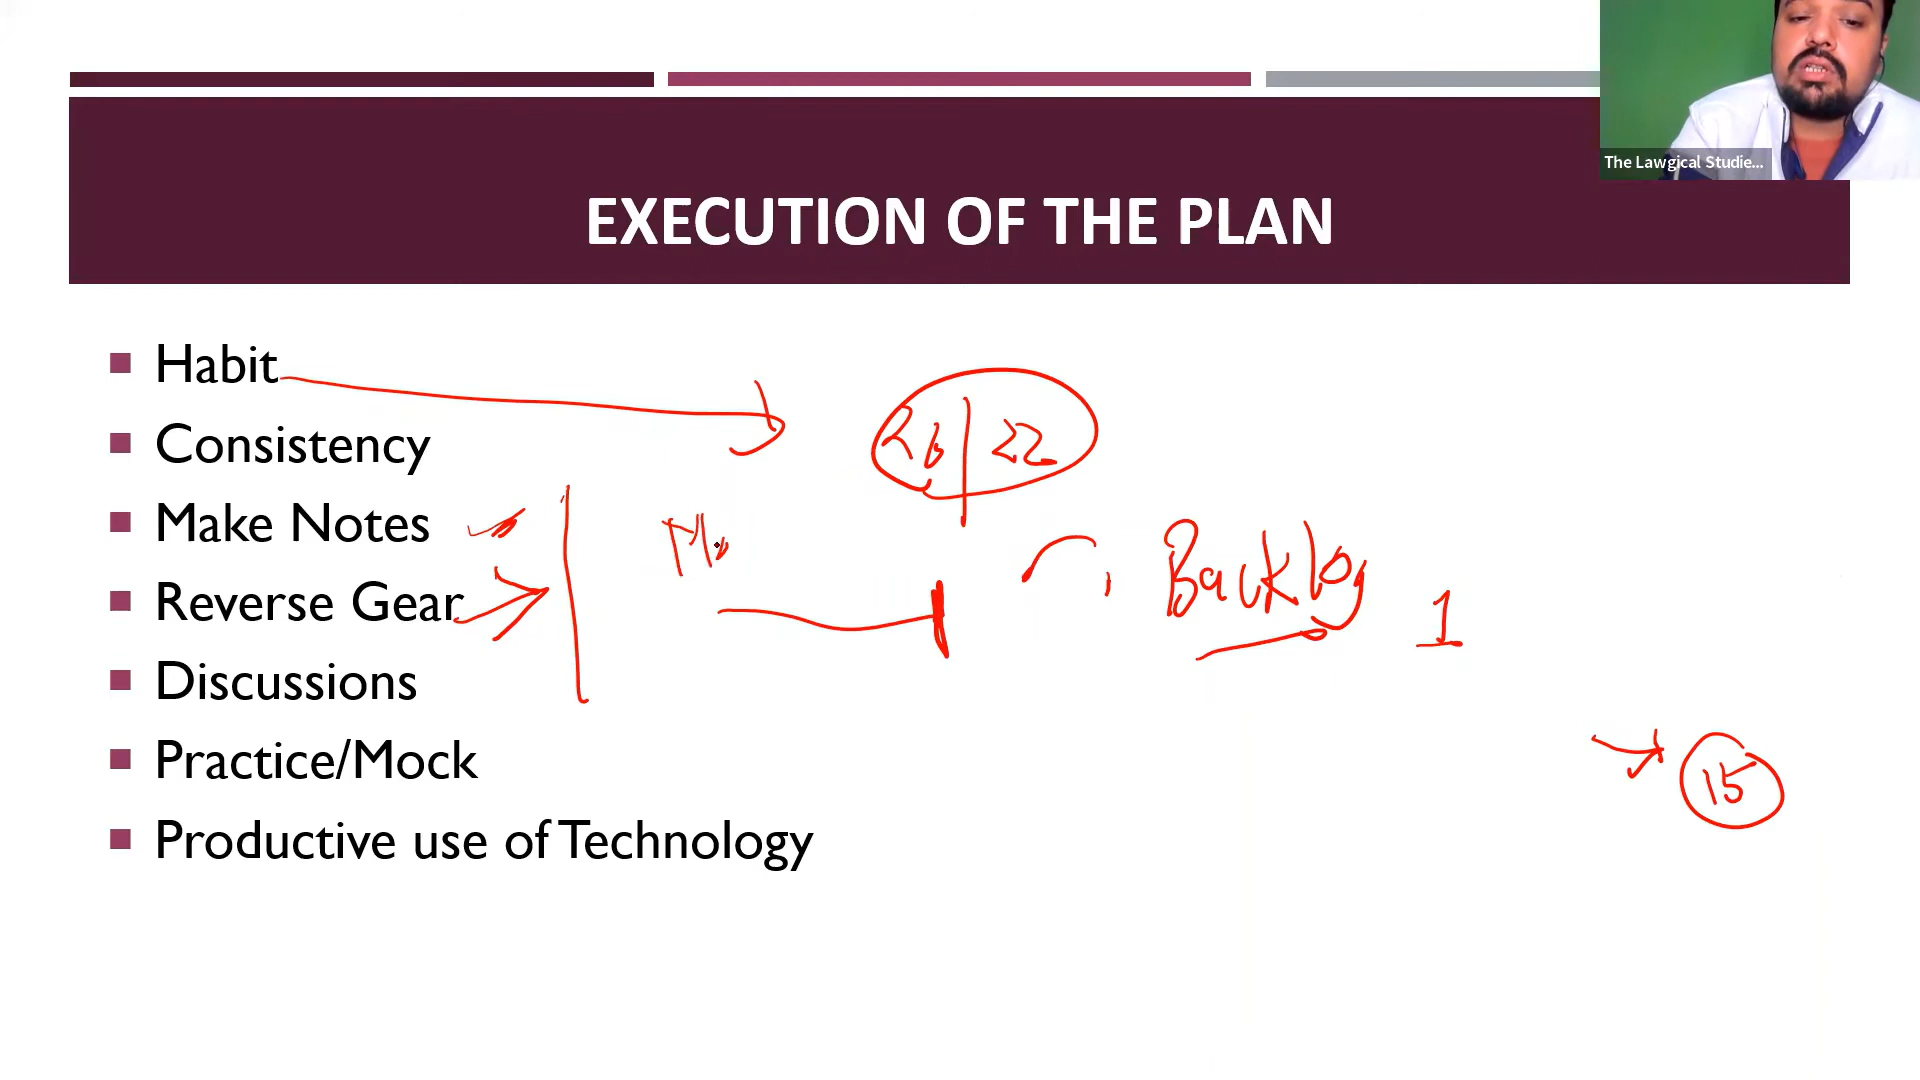 The Lawgical Studie...
EXECUTION OF THE PLAN
Habit
26 | 22
Consistency
Make Notes
Reverse Gear
Backlog 1
Discussions
Practice/Mock
15
Productive use of Technology